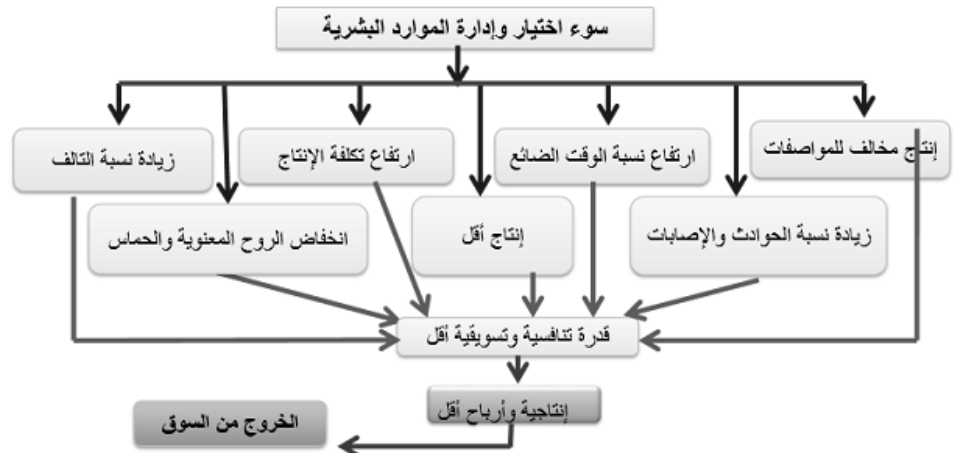 سوء اختيار وإدارة الموارد البشرية
إنتاج مخالف للمواصفات
ارتفاع نسبة الوقت الضائع
ارتفاع تكلفة الإنتاج
زيادة نسبة التالف
زيادة نسبة الحوادث والإصابات
إنتاج أقل
انخفاض الروح المعنوية والحماس
قدرة تنافسية وتسويقية أقل
إنتاجية وأرباح أقل
الخروج من السوق